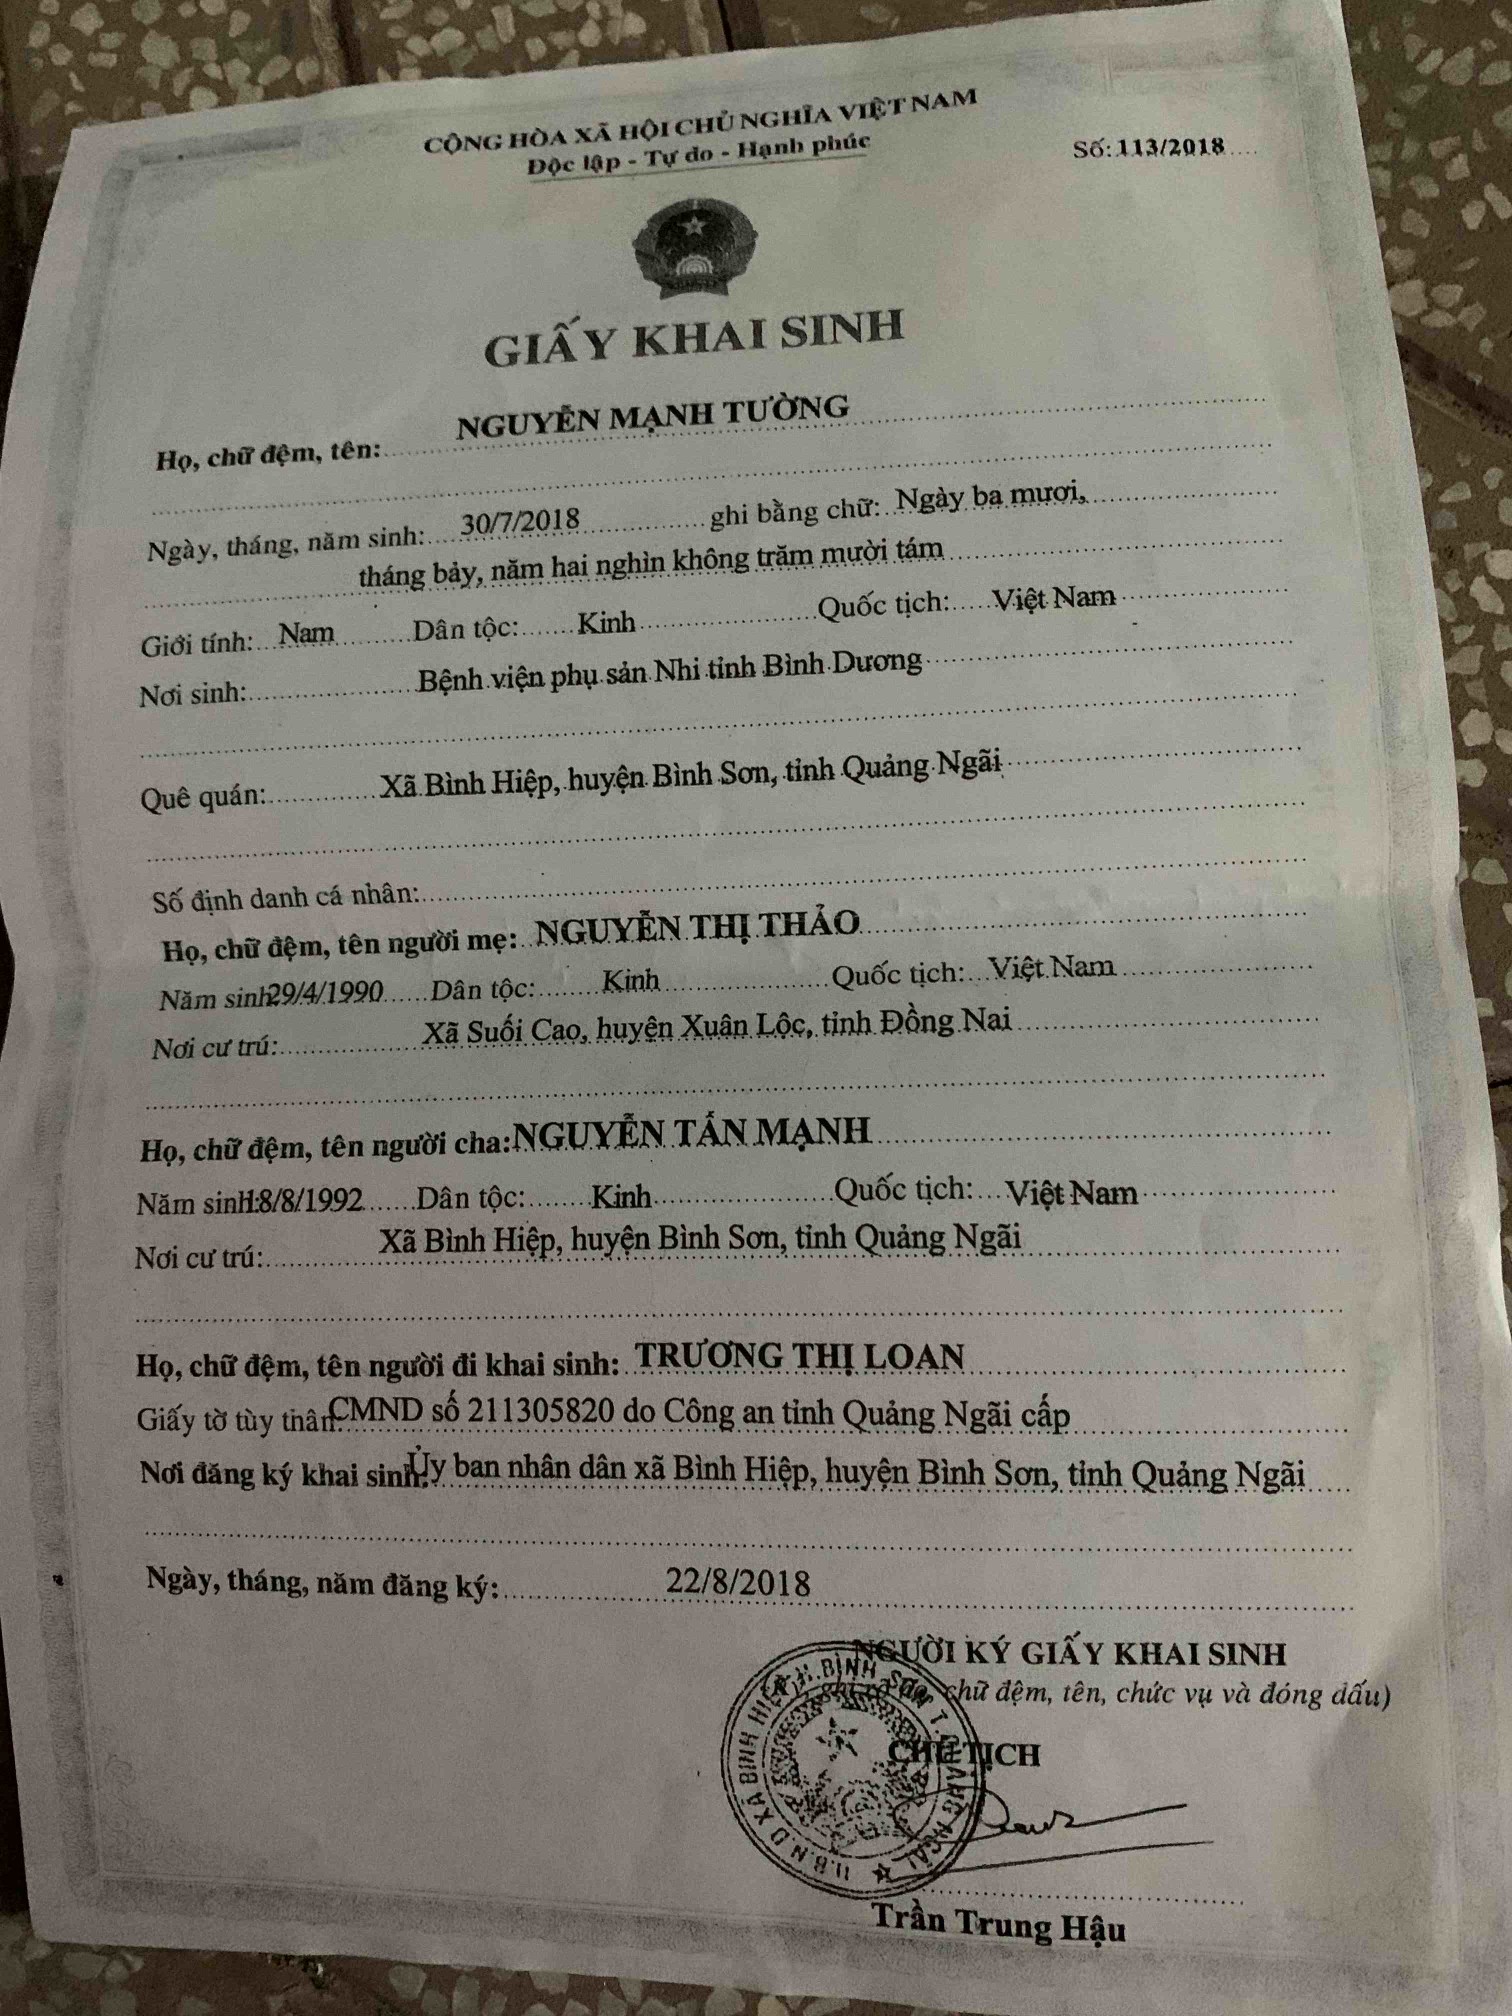 CỘNG HÒA XÃ HỘI CHỦ NGHĨA VIỆT NAM
Độc lập - Tự do - Hạnh phúc
Số: 113/2018
GIẤY KHAI SINH
Họ, chữ đệm, tên: NGUYỄN MẠNH TƯỜNG
Ngày, tháng, năm sinh: 30/7/2018 ghi bằng chữ: Ngày ba mươi,
tháng bảy, năm hai nghìn không trăm mười tám
Giới tính: Nam Dân tộc: Kinh Quốc tịch: Việt Nam
Nơi sinh: Bệnh viện phụ sản Nhi tỉnh Bình Dương
Quê quán: Xã Bình Hiệp, huyện Bình Sơn, tỉnh Quảng Ngãi
Số định danh cá nhân:
Họ, chữ đệm, tên người mẹ: NGUYỄN THỊ THẢO
Năm sinh 29/4/1990 Dân tộc: Kinh Quốc tịch: Việt Nam
Nơi cư trú: Xã Suối Cao, huyện Xuân Lộc, tỉnh Đồng Nai
Họ, chữ đệm, tên người cha: NGUYỄN TẤN MẠNH
Năm sinh: 8/8/1992 Dân tộc: Kinh Quốc tịch: Việt Nam
Nơi cư trú: Xã Bình Hiệp, huyện Bình Sơn, tỉnh Quảng Ngãi
Họ, chữ đệm, tên người đi khai sinh: TRƯƠNG THỊ LOAN
Giấy tờ tùy thân CMND số 211305820 do Công an tỉnh Quảng Ngãi cấp
Nơi đăng ký khai sinh: Ủy ban nhân dân xã Bình Hiệp, huyện Bình Sơn, tỉnh Quảng Ngãi
Ngày, tháng, năm đăng ký: 22/8/2018
NGƯỜI KÝ GIẤY KHAI SINH
chữ đệm, tên, chức vụ và đóng dấu)
CHỦ TỊCH
U.B.N.D XÃ BÌNH HIỆP H.BÌNH SƠN T.QUẢNG NGÃI
Trần Trung Hậu